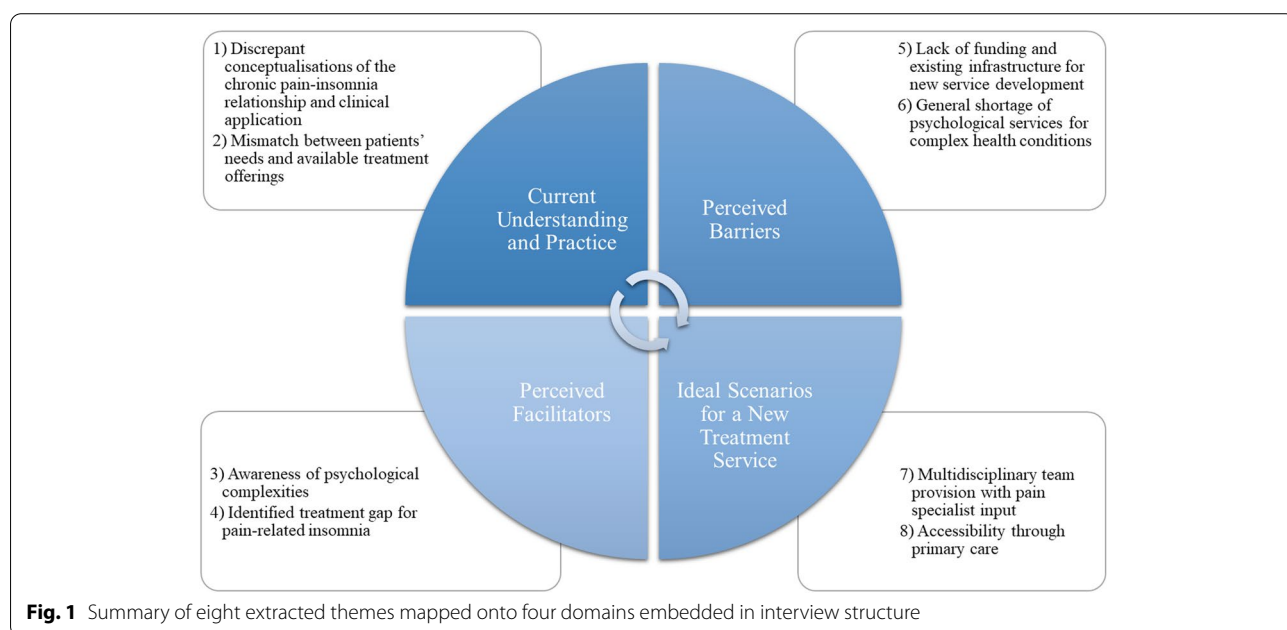 1) Discrepant
conceptualisations of the
chronic pain-insomnia
relationship and clinical
application
2) Mismatch between patients'
needs and available treatment
offerings
5) Lack of funding and
existing infrastructure for
new service development
6) General shortage of
psychological services for
complex health conditions
Current
Understanding
and Practice
Perceived
Barriers
Perceived
Facilitators
Ideal Scenarios
for a New
Treatment
Service
3) Awareness of psychological
complexities
4) Identified treatment gap for
pain-related insomnia
7) Multidisciplinary team
provision with pain
specialist input
8) Accessibility through
primary care
Fig. 1 Summary of eight extracted themes mapped onto four domains embedded in interview structure